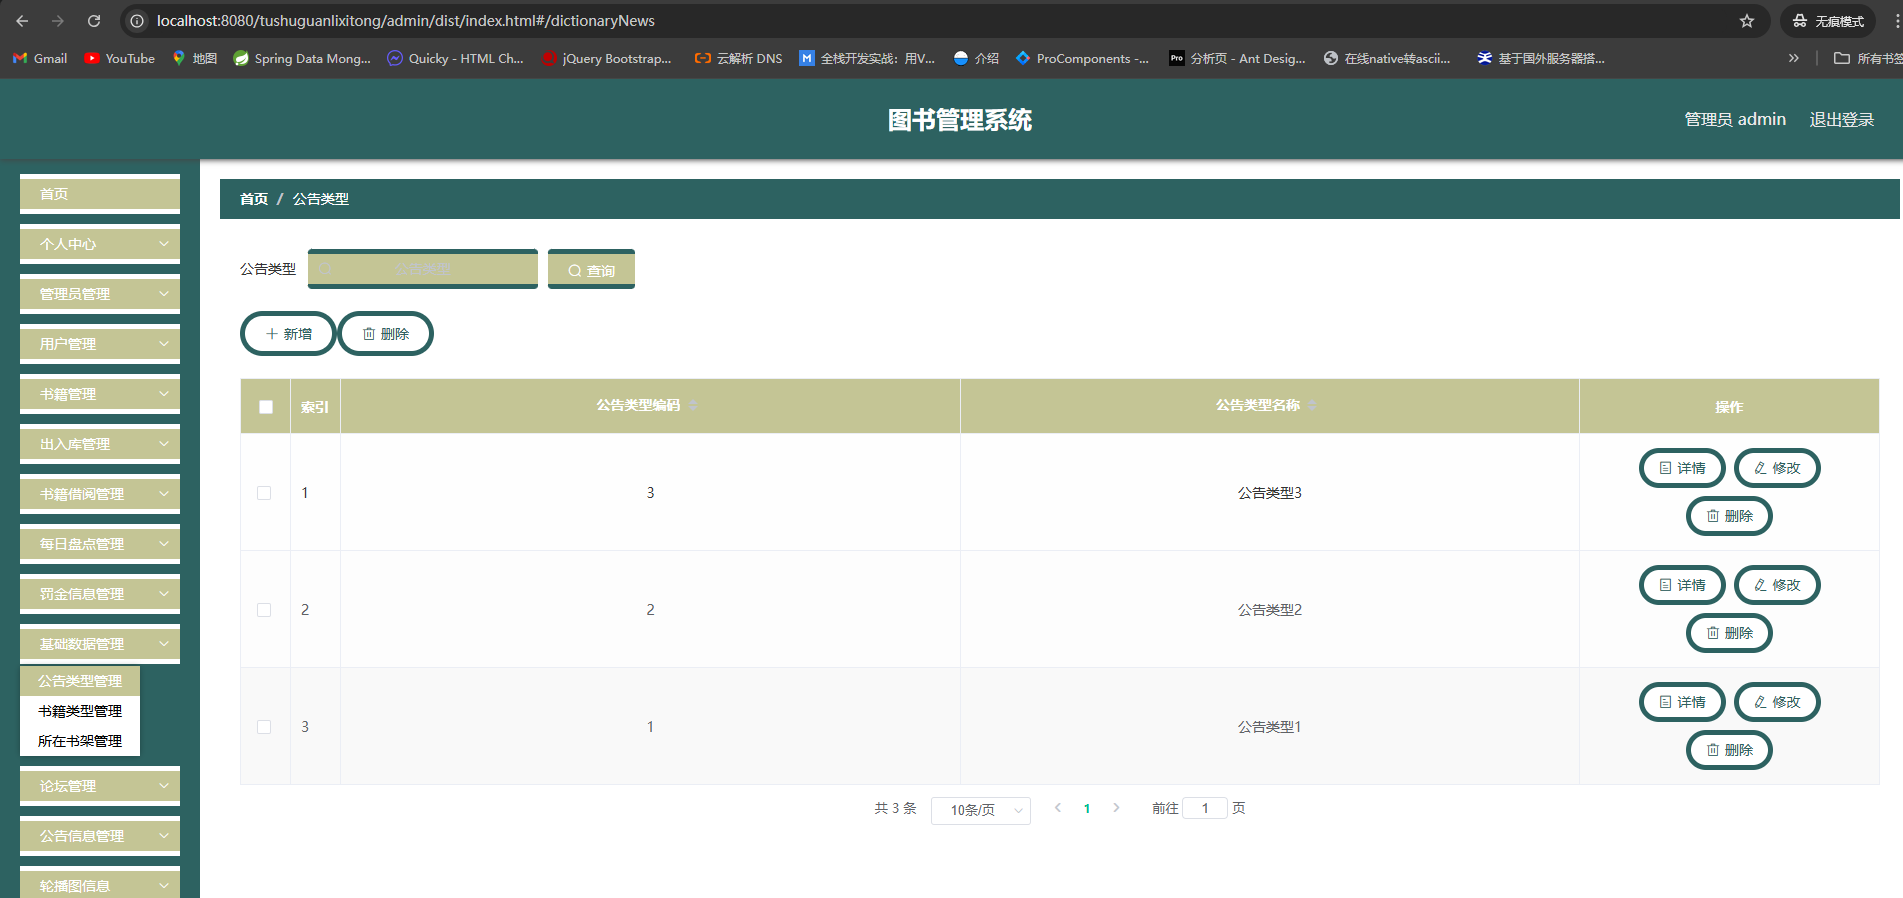 localhost:8080/tushuguanlixitong/admin/dist/index.html#/dictionaryNews
无痕模式
Gmail YouTube 地图 Spring Data Mong... Quicky - HTML Ch... jQuery Bootstrap... 云解析 DNS 全栈开发实战：用V... 介绍 ProComponents -... Pro 分析页 - Ant Desig... 在线native转ascii... 基于国外服务器搭... » 所有书签
图书管理系统
管理员 admin 退出登录
首页
个人中心
管理员管理
用户管理
书籍管理
出入库管理
书籍借阅管理
每日盘点管理
罚金信息管理
基础数据管理
公告类型管理
书籍类型管理
所在书架管理
论坛管理
公告信息管理
轮播图信息
首页 / 公告类型
公告类型 公告类型 查询
新增 删除
索引 公告类型编码 公告类型名称 操作
1 3 公告类型3 详情 修改
删除
2 2 公告类型2 详情 修改
删除
3 1 公告类型1 详情 修改
删除
共 3 条 10条/页 1 前往 1 页